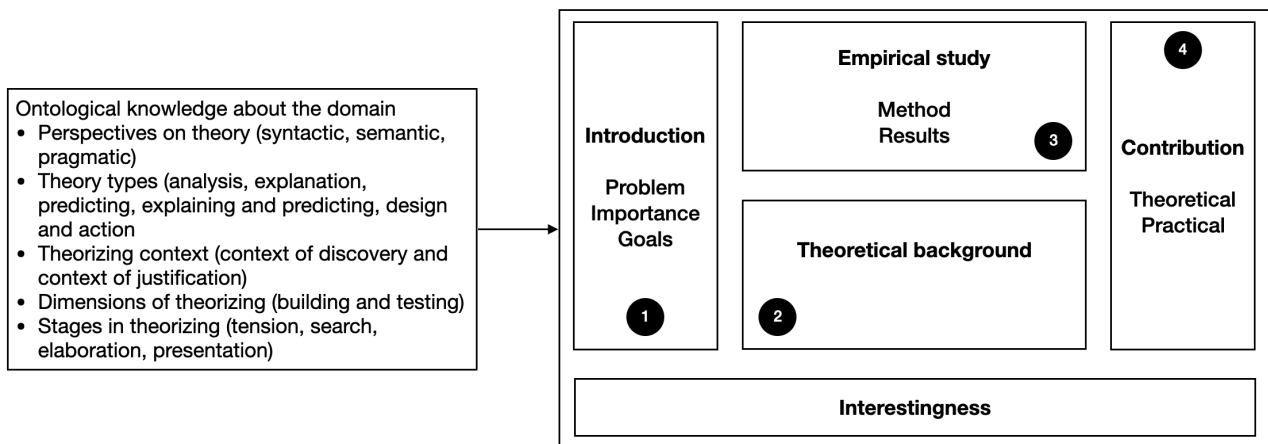 Ontological knowledge about the domain
• Perspectives on theory (syntactic, semantic,
pragmatic)
• Theory types (analysis, explanation,
predicting, explaining and predicting, design
and action
• Theorizing context (context of discovery and
context of justification)
• Dimensions of theorizing (building and testing)
• Stages in theorizing (tension, search,
elaboration, presentation)
Introduction
Problem
Importance
Goals
1
Theoretical background
2
Empirical study
Method
Results
3
4
Contribution
Theoretical
Practical
Interestingness